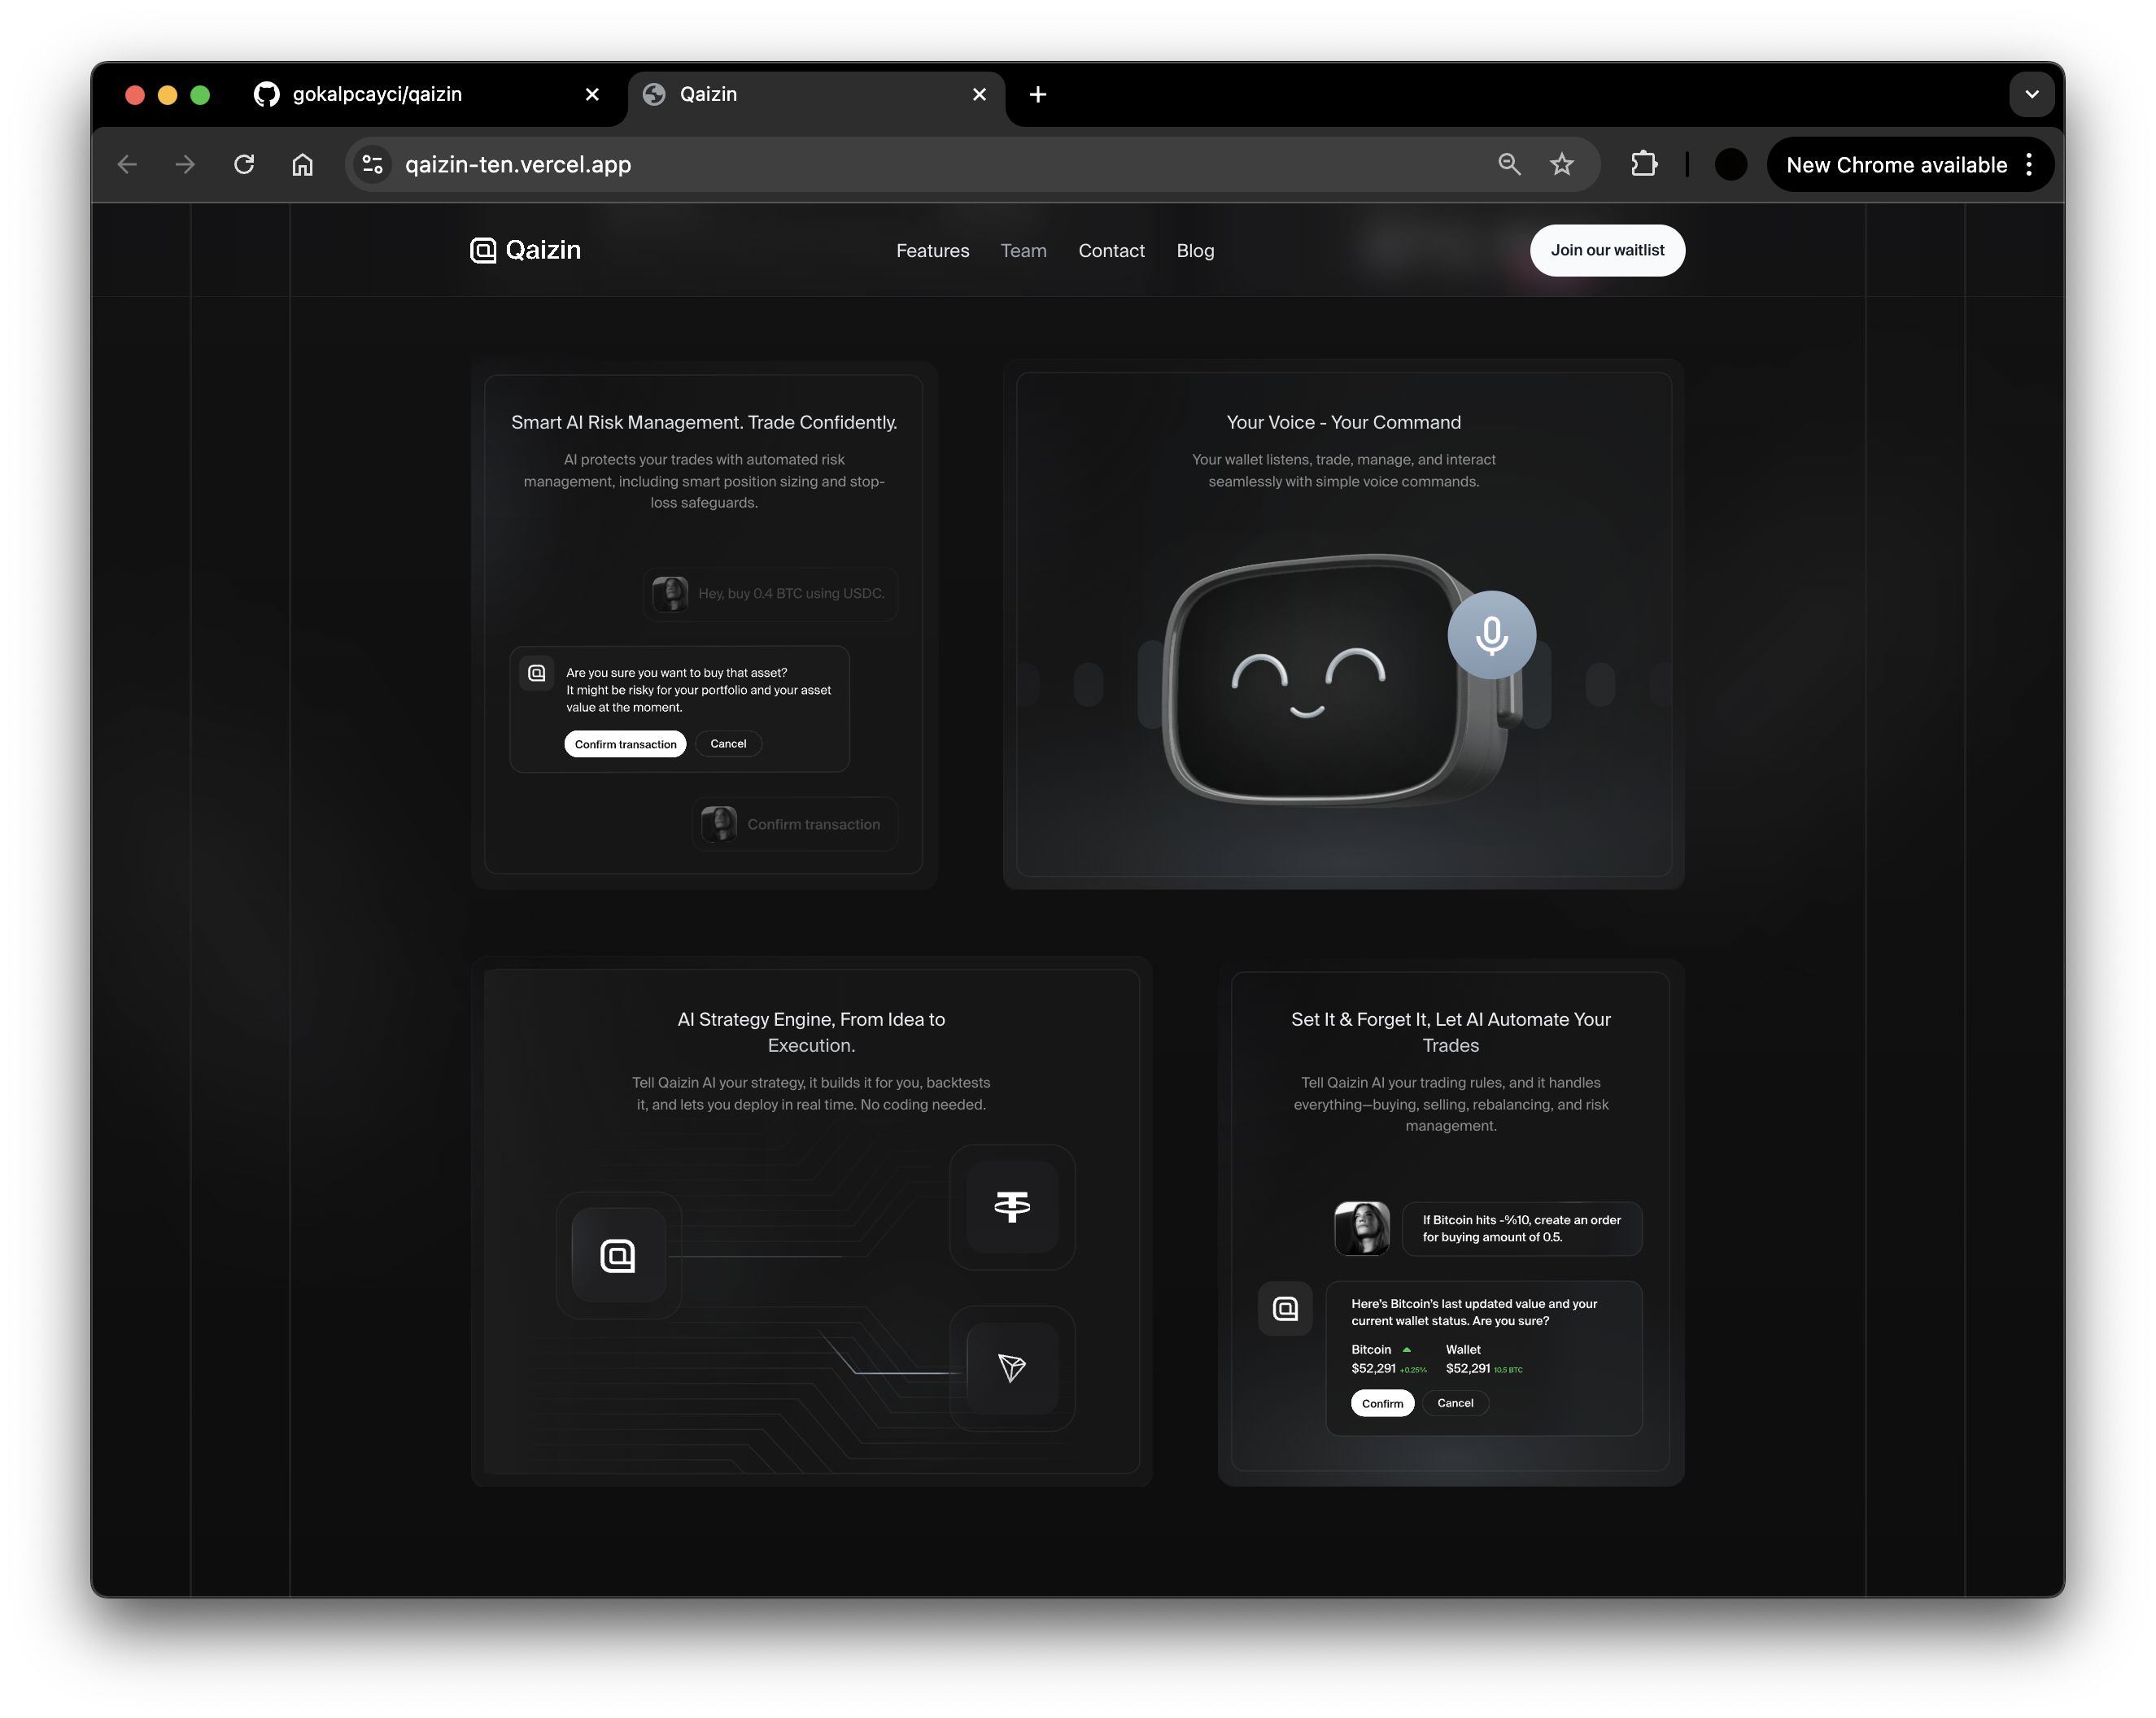 gokalpcayci/qaizin
Qaizin
qaizin-ten.vercel.app
New Chrome available
Qaizin
Features
Team
Contact
Blog
Join our waitlist
Smart AI Risk Management. Trade Confidently.
AI protects your trades with automated risk
management, including smart position sizing and stop-
loss safeguards.
Hey, buy 0.4 BTC using USDC.
Are you sure you want to buy that asset?
It might be risky for your portfolio and your asset
value at the moment.
Confirm transaction
Cancel
Confirm transaction
Your Voice - Your Command
Your wallet listens, trade, manage, and interact
seamlessly with simple voice commands.
AI Strategy Engine, From Idea to
Execution.
Tell Qaizin AI your strategy, it builds it for you, backtests
it, and lets you deploy in real time. No coding needed.
Set It & Forget It, Let AI Automate Your
Trades
Tell Qaizin AI your trading rules, and it handles
everything—buying, selling, rebalancing, and risk
management.
If Bitcoin hits -%10, create an order
for buying amount of 0.5.
Here's Bitcoin's last updated value and your
current wallet status. Are you sure?
Bitcoin
Wallet
$52,291 +0.25%
$52,291 10.5 BTC
Confirm
Cancel